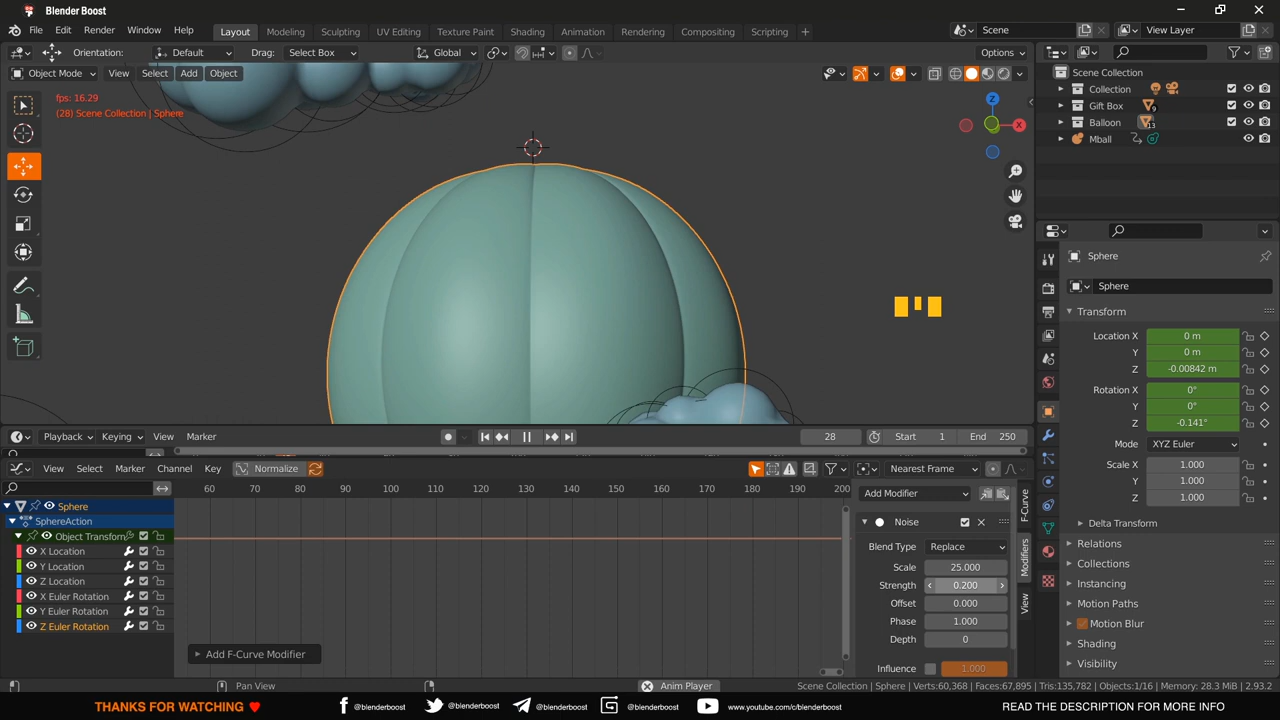 Blender Boost
File Edit Render Window Help
Layout Modeling Sculpting UV Editing Texture Paint Shading Animation Rendering Compositing Scripting +
Scene
View Layer
Orientation: Default Drag: Select Box Global Options
Object Mode View Select Add Object
fps: 16.29
(28) Scene Collection | Sphere
Z
X
Scene Collection
Collection
Gift Box 9
Balloon 13
Mball
Sphere
Sphere
Transform
Location X 0 m
Y 0 m
Z -0.00842 m
Rotation X 0°
Y 0°
Z -0.141°
Mode XYZ Euler
Scale X 1.000
Y 1.000
Z 1.000
Delta Transform
Relations
Collections
Instancing
Motion Paths
Motion Blur
Shading
Visibility
Playback Keying View Marker 28 Start 1 End 250
View Select Marker Channel Key Normalize Nearest Frame
60 70 80 90 100 110 120 130 140 150 160 170 180 190 200
Sphere
SphereAction
Object Transform
X Location
Y Location
Z Location
X Euler Rotation
Y Euler Rotation
Z Euler Rotation
Add F-Curve Modifier
Add Modifier
Noise
Blend Type Replace
Scale 25.000
Strength 0.200
Offset 0.000
Phase 1.000
Depth 0
Influence 1.000
F-Curve
Modifiers
View
Pan View
Anim Player
Scene Collection | Sphere | Verts:60,368 | Faces:67,895 | Tris:135,782 | Objects:1/16 | Memory: 28.3 MiB | 2.93.2
THANKS FOR WATCHING ♥ @blenderboost @blenderboost @blenderboost @blenderboost www.youtube.com/c/blenderboost READ THE DESCRIPTION FOR MORE INFO